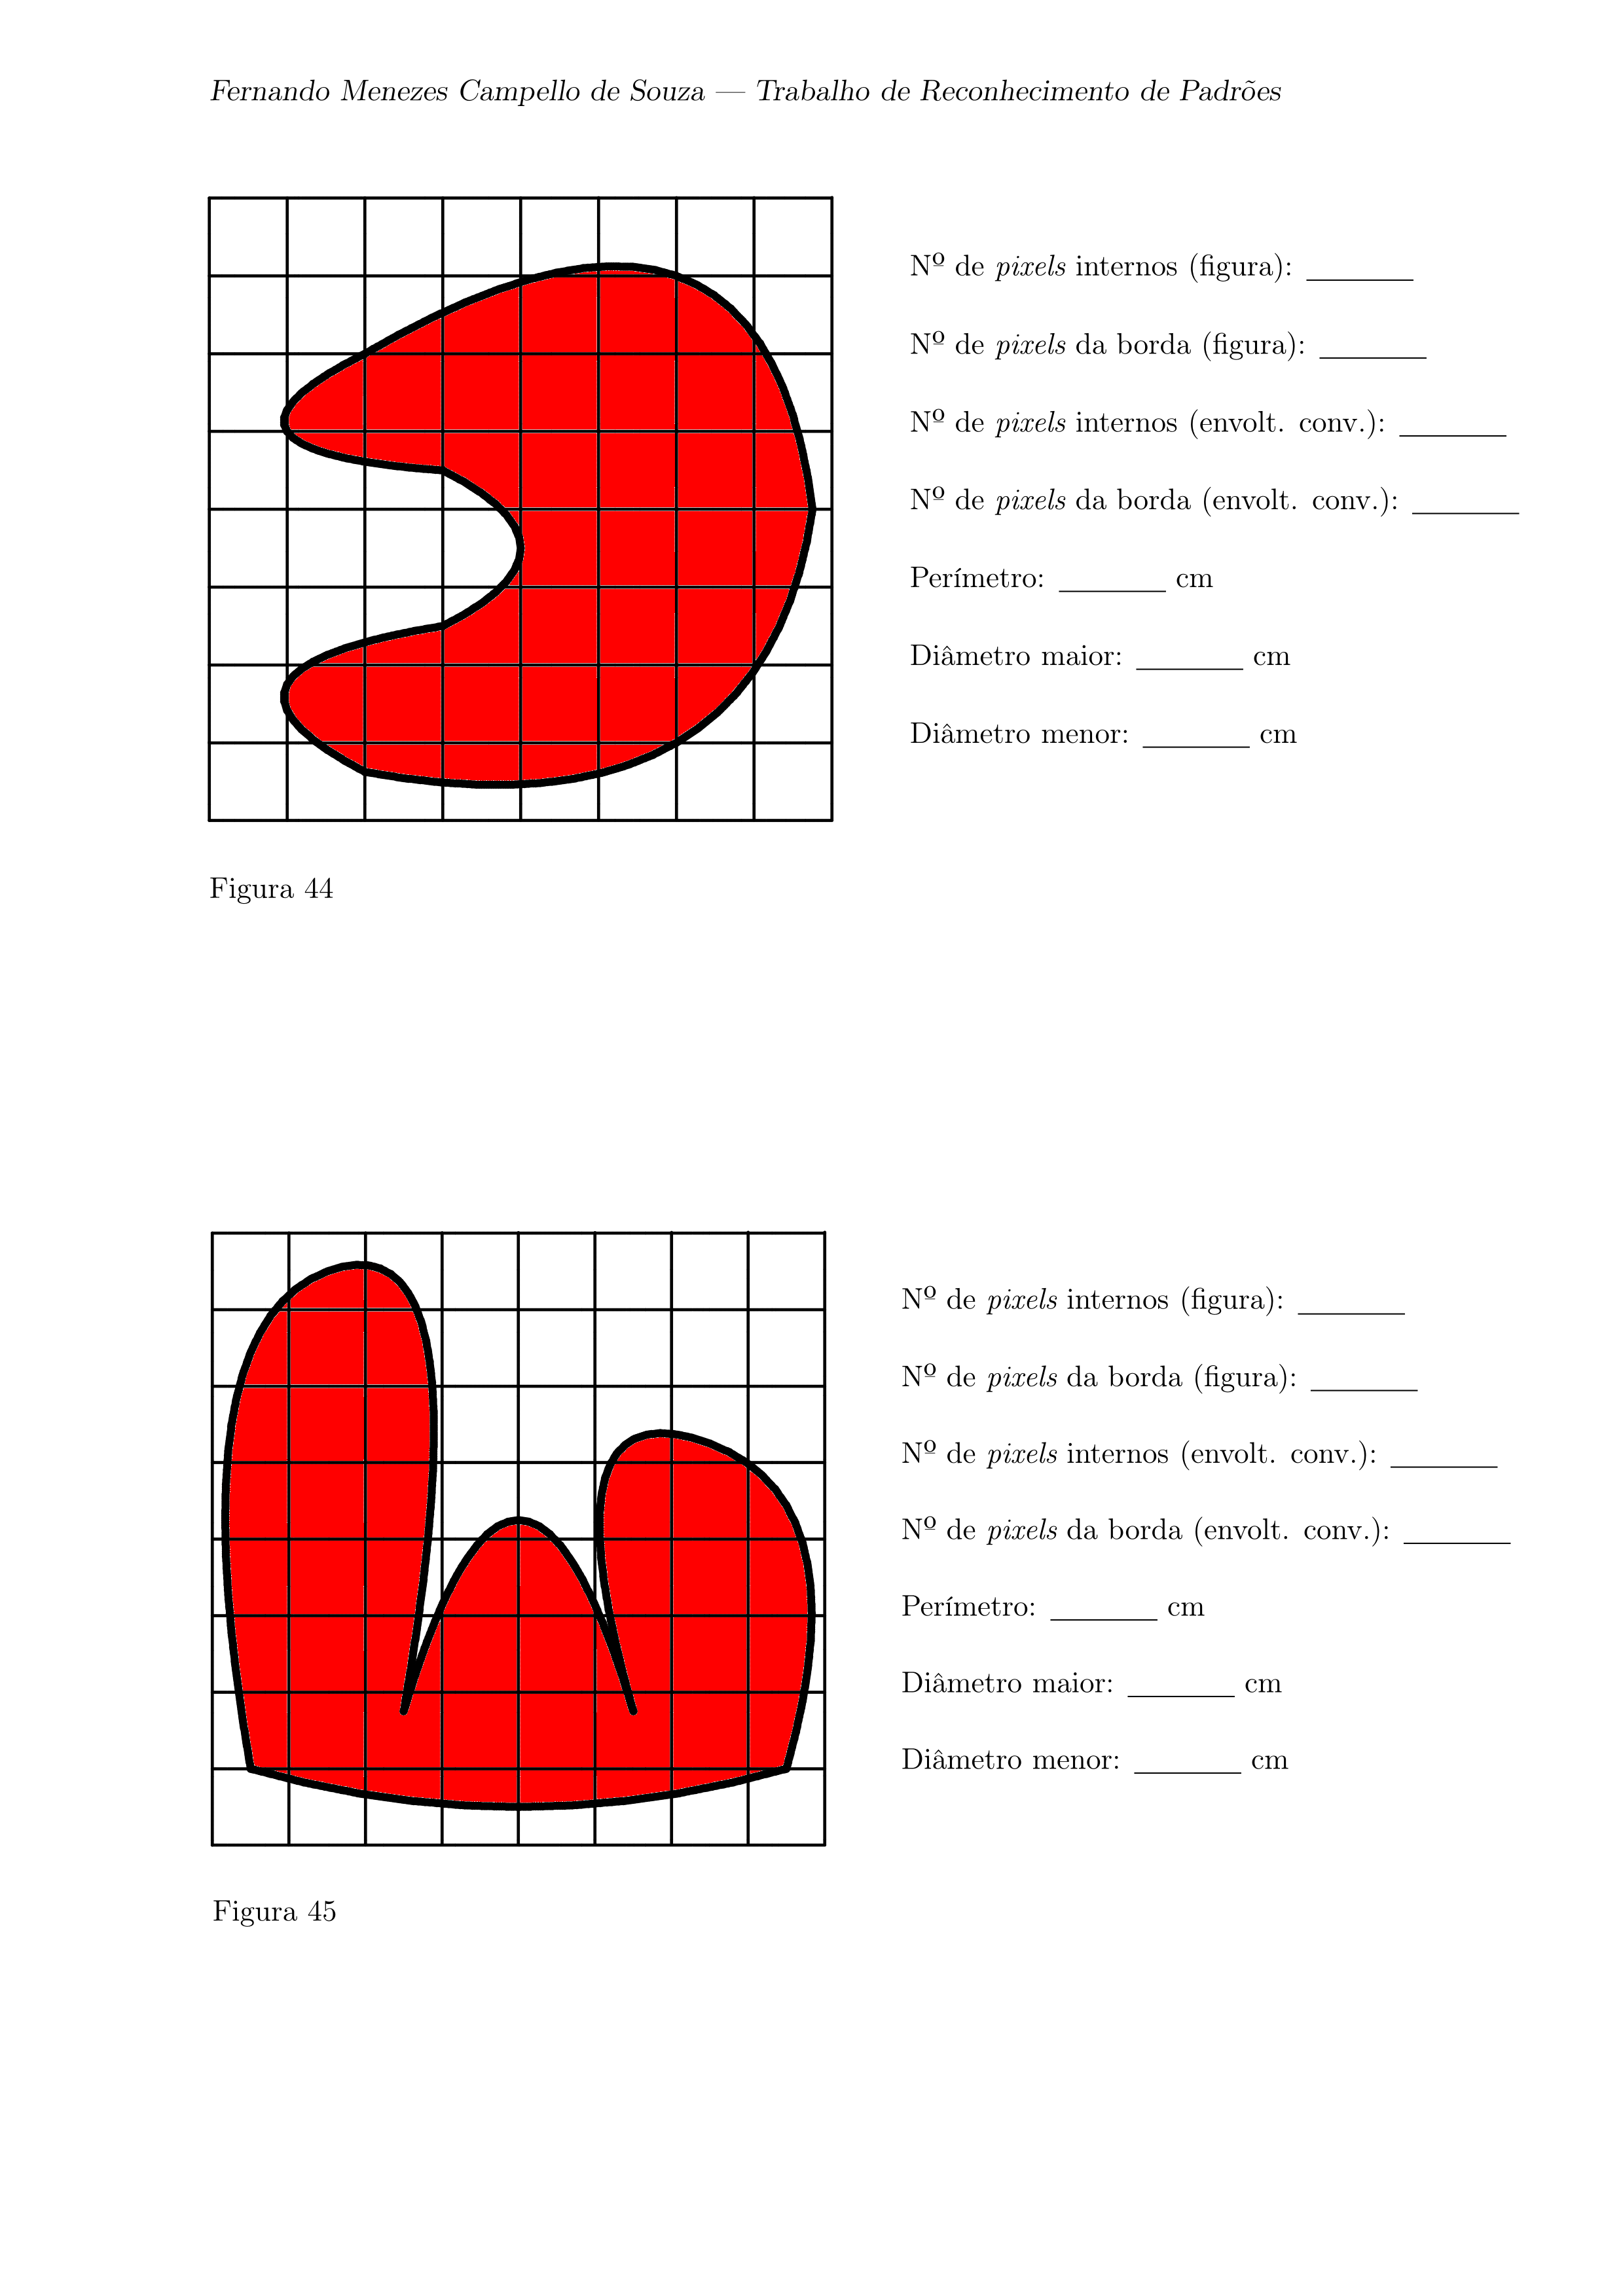 Fernando Menezes Campello de Souza — Trabalho de Reconhecimento de Padrões
Nº de pixels internos (figura): _______
Nº de pixels da borda (figura): _______
Nº de pixels internos (envolt. conv.): _______
Nº de pixels da borda (envolt. conv.): _______
Perímetro: _______ cm
Diâmetro maior: _______ cm
Diâmetro menor: _______ cm
Figura 44
Nº de pixels internos (figura): _______
Nº de pixels da borda (figura): _______
Nº de pixels internos (envolt. conv.): _______
Nº de pixels da borda (envolt. conv.): _______
Perímetro: _______ cm
Diâmetro maior: _______ cm
Diâmetro menor: _______ cm
Figura 45